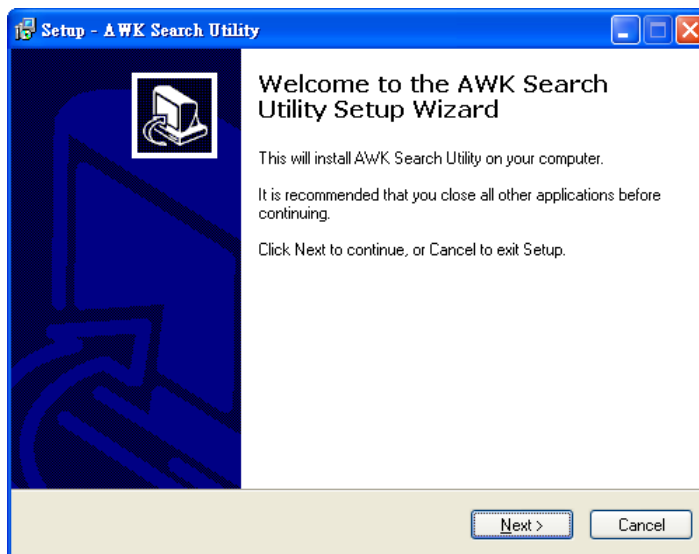 Setup - AWK Search Utility
Welcome to the AWK Search
Utility Setup Wizard
This will install AWK Search Utility on your computer.
It is recommended that you close all other applications before
continuing.
Click Next to continue, or Cancel to exit Setup.
Next >
Cancel